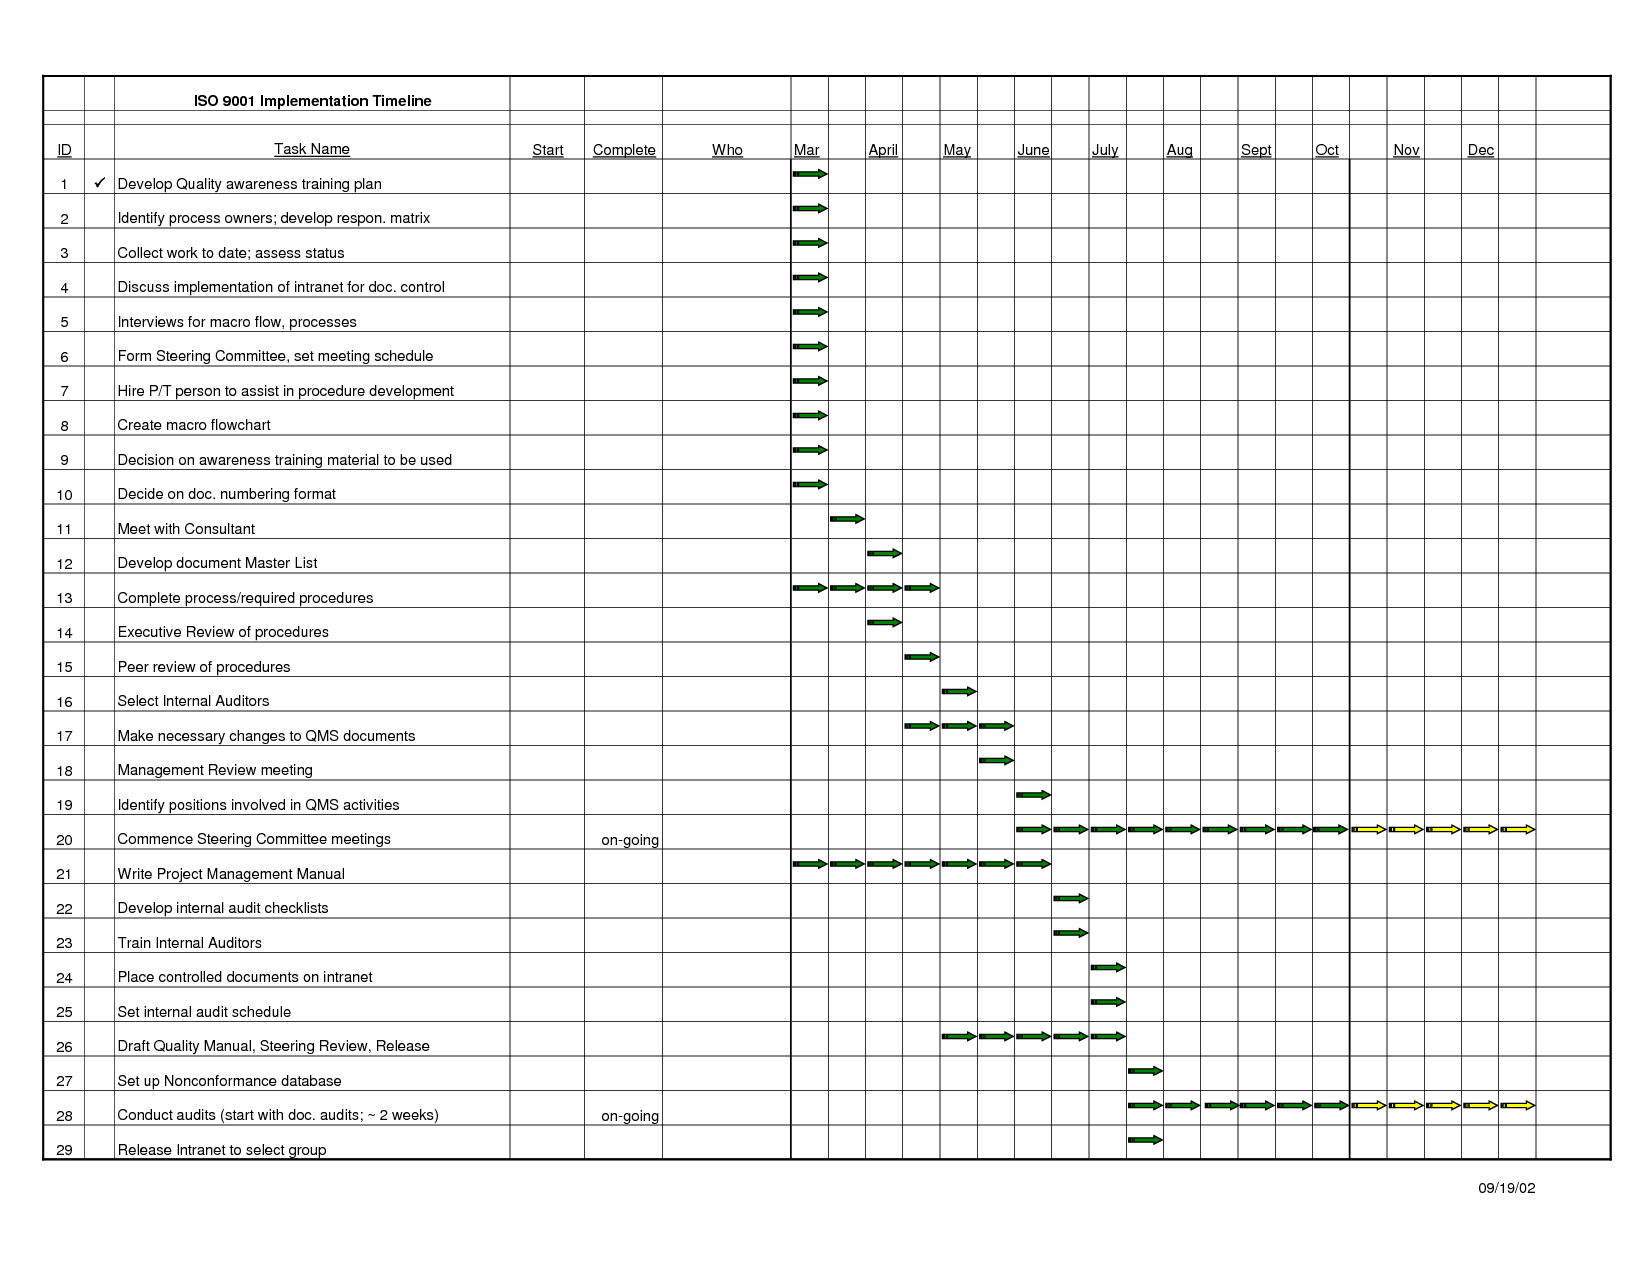 ISO 9001 Implementation Timeline
ID Task Name Start Complete Who Mar April May June July Aug Sept Oct Nov Dec
1 ✓ Develop Quality awareness training plan
2 Identify process owners; develop respon. matrix
3 Collect work to date; assess status
4 Discuss implementation of intranet for doc. control
5 Interviews for macro flow, processes
6 Form Steering Committee, set meeting schedule
7 Hire P/T person to assist in procedure development
8 Create macro flowchart
9 Decision on awareness training material to be used
10 Decide on doc. numbering format
11 Meet with Consultant
12 Develop document Master List
13 Complete process/required procedures
14 Executive Review of procedures
15 Peer review of procedures
16 Select Internal Auditors
17 Make necessary changes to QMS documents
18 Management Review meeting
19 Identify positions involved in QMS activities
20 Commence Steering Committee meetings on-going
21 Write Project Management Manual
22 Develop internal audit checklists
23 Train Internal Auditors
24 Place controlled documents on intranet
25 Set internal audit schedule
26 Draft Quality Manual, Steering Review, Release
27 Set up Nonconformance database
28 Conduct audits (start with doc. audits; ~ 2 weeks) on-going
29 Release Intranet to select group
09/19/02